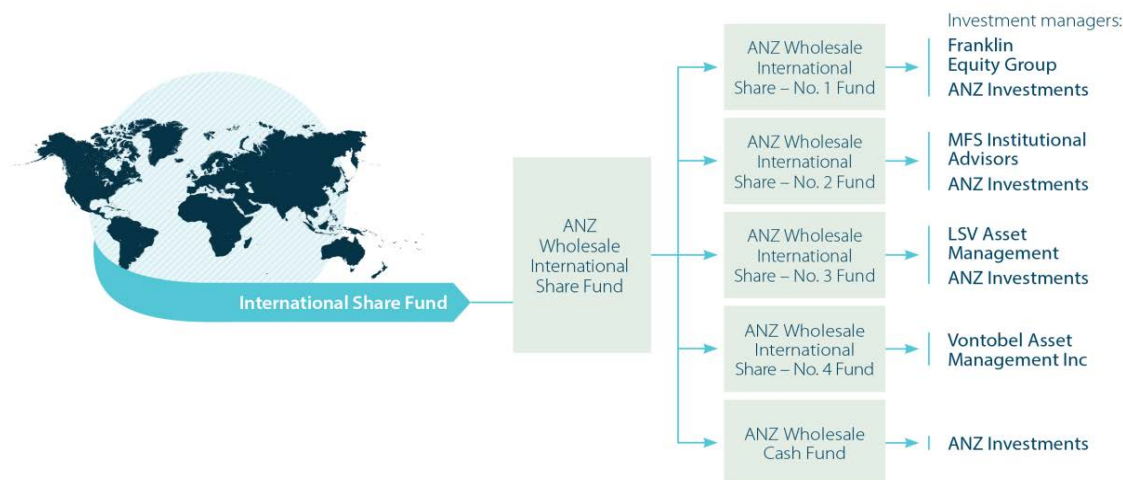 Investment managers:
International Share Fund
ANZ
Wholesale
International
Share Fund
ANZ Wholesale
International
Share – No. 1 Fund
Franklin
Equity Group
ANZ Investments
ANZ Wholesale
International
Share – No. 2 Fund
MFS Institutional
Advisors
ANZ Investments
ANZ Wholesale
International
Share – No. 3 Fund
LSV Asset
Management
ANZ Investments
ANZ Wholesale
International
Share – No. 4 Fund
Vontobel Asset
Management Inc
ANZ Wholesale
Cash Fund
ANZ Investments